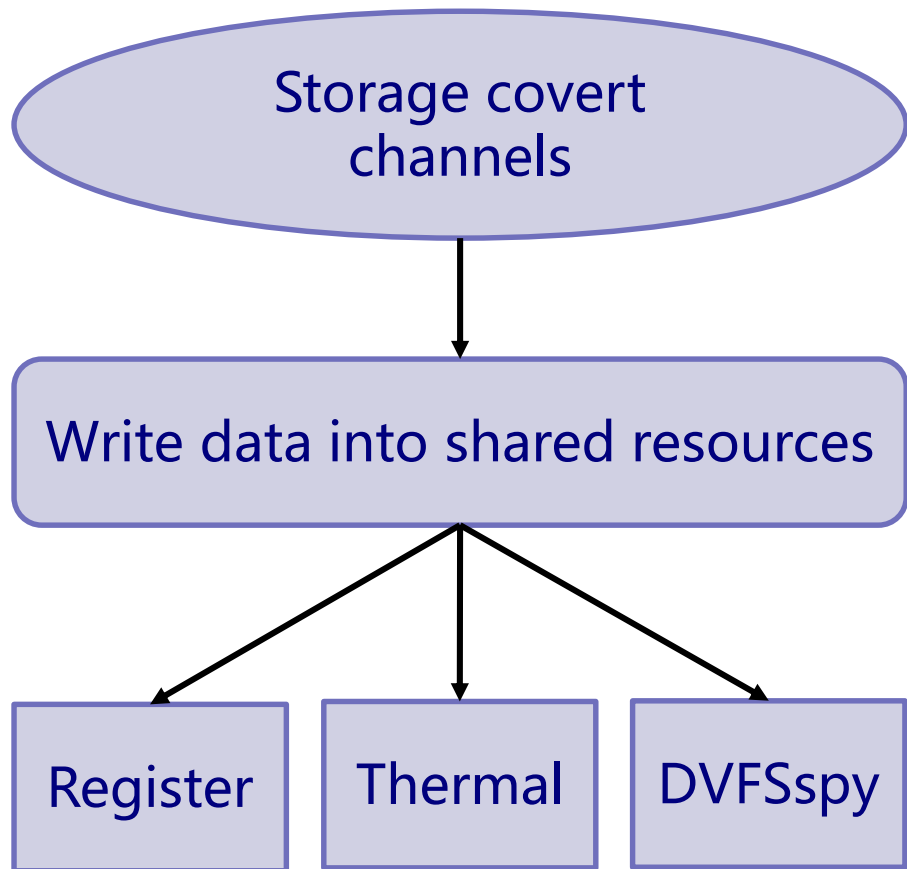 Storage covert
channels
Write data into shared resources
Register
Thermal
DVFSspy